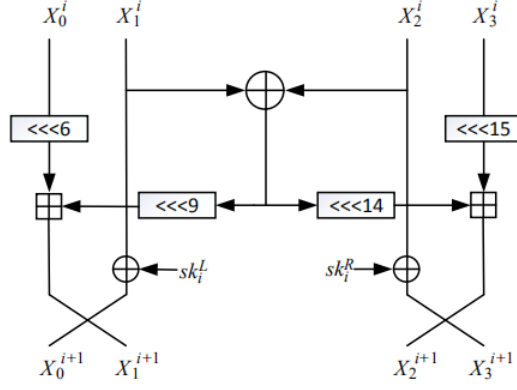 X_0^i X_1^i X_2^i X_3^i
<<<6 <<<15
<<<9 <<<14
sk_i^L sk_i^R
X_0^{i+1} X_1^{i+1} X_2^{i+1} X_3^{i+1}